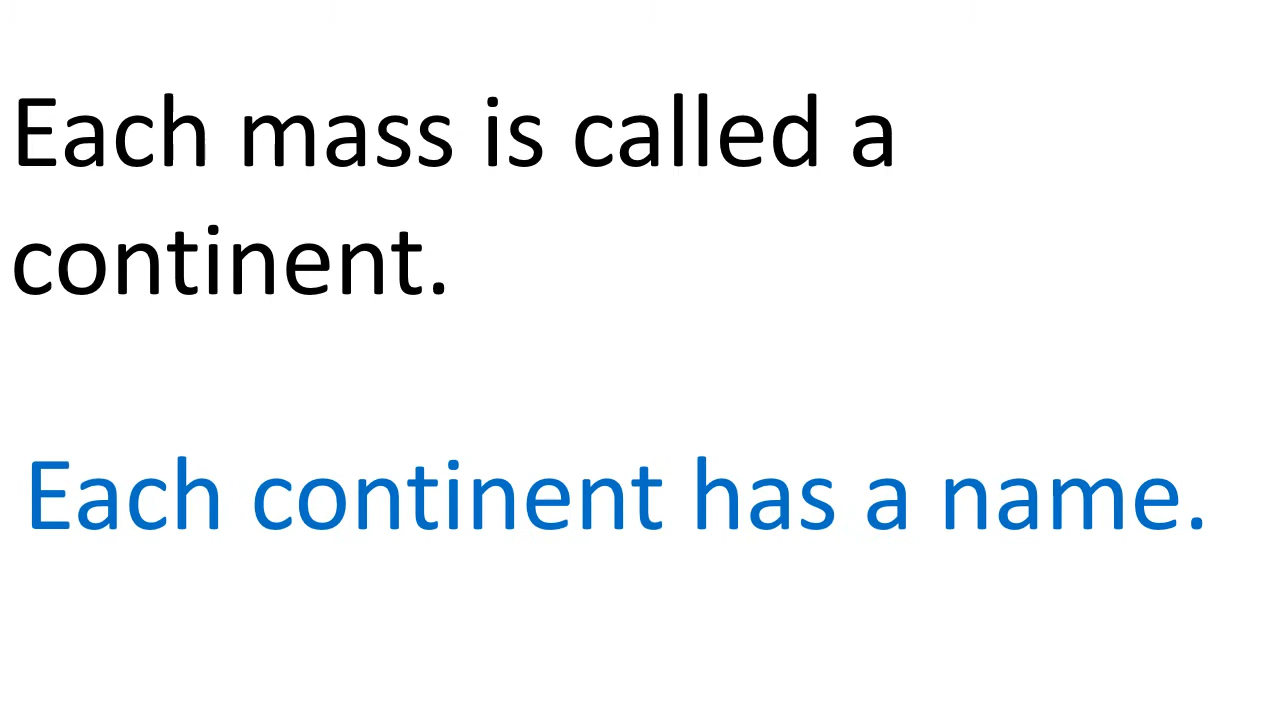 Each mass is called a
continent.
Each continent has a name.